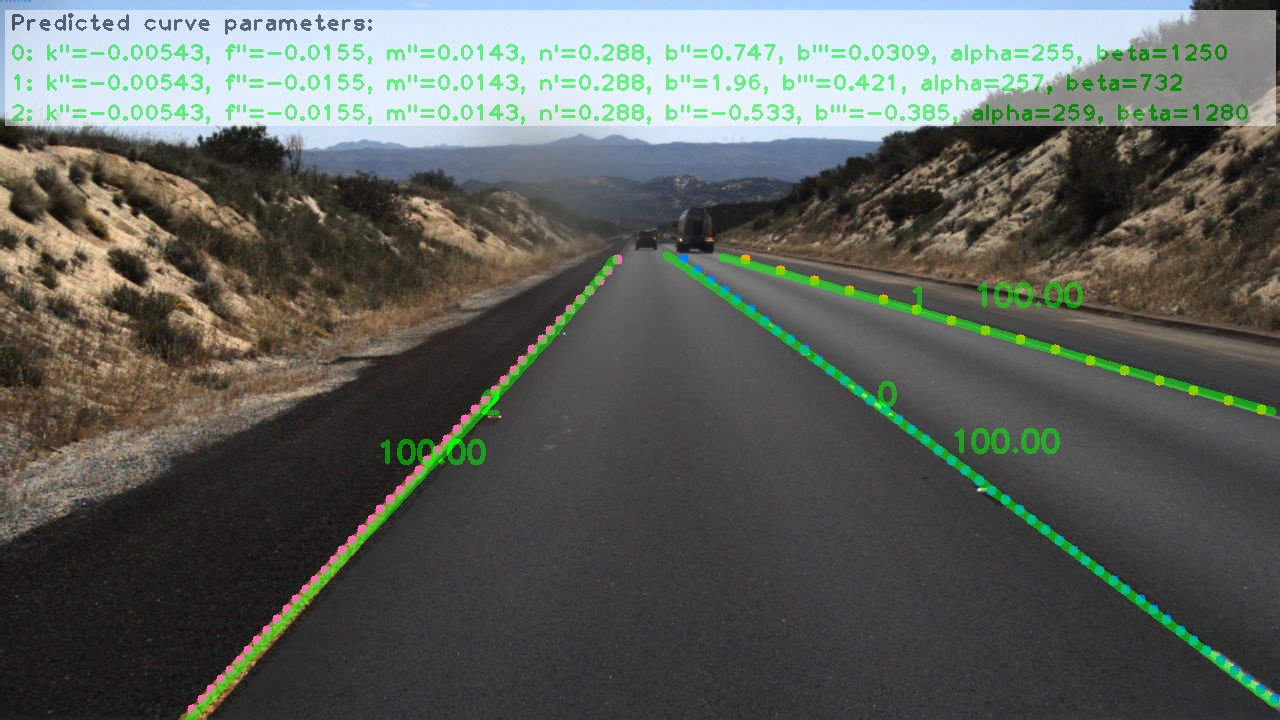 Predicted curve parameters:
0: k''=-0.00543, f''=-0.0155, m''=0.0143, n'=0.288, b''=0.747, b'''=0.0309, alpha=255, beta=1250
1: k''=-0.00543, f''=-0.0155, m''=0.0143, n'=0.288, b''=1.96, b'''=0.421, alpha=257, beta=732
2: k''=-0.00543, f''=-0.0155, m''=0.0143, n'=0.288, b''=-0.533, b'''=-0.385, alpha=259, beta=1280
1 100.00
0
100.00
2
100.00